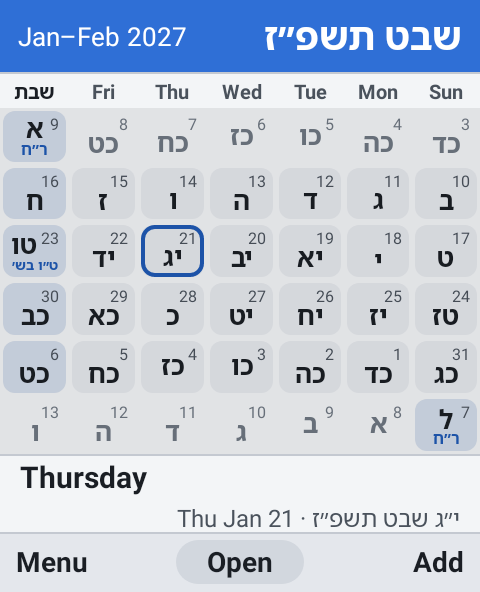 שבט תשפ״ז Jan–Feb 2027
Sun Mon Tue Wed Thu Fri שבת
3 כד 4 כה 5 כו 6 כז 7 כח 8 כט 9 א ר״ח
10 ב 11 ג 12 ד 13 ה 14 ו 15 ז 16 ח
17 ט 18 י 19 יא 20 יב 21 יג 22 יד 23 טו ט״ו בש׳
24 טז 25 יז 26 יח 27 יט 28 כ 29 כא 30 כב
31 כג 1 כד 2 כה 3 כו 4 כז 5 כח 6 כט
7 ל ר״ח 8 א 9 ב 10 ג 11 ד 12 ה 13 ו
Thursday
י״ג שבט תשפ״ז · Thu Jan 21
Menu Open Add